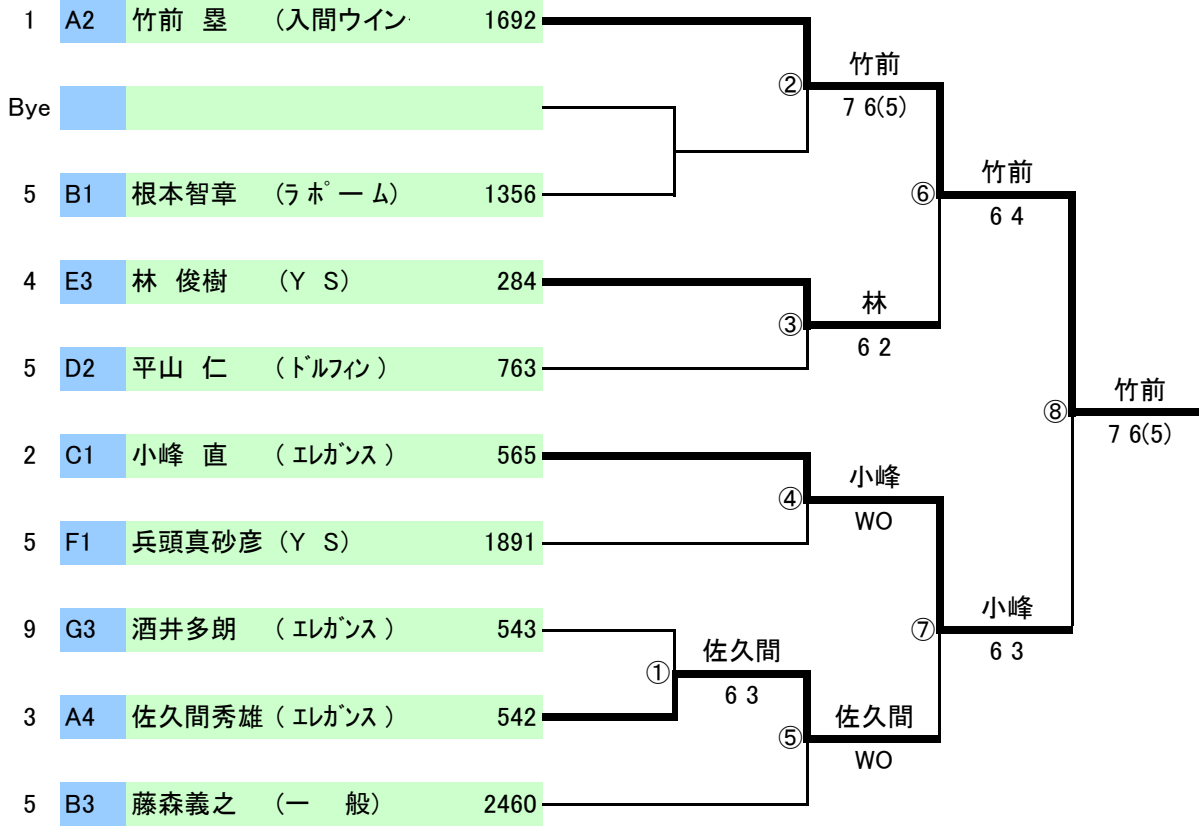 1 A2 竹前 塁 (入間ウイン 1692
竹前
②
7 6(5)
Bye
竹前
5 B1 根本智章 (ラポーム) 1356
⑥
6 4
4 E3 林 俊樹 (Y S) 284
林
③
6 2
5 D2 平山 仁 (ドルフィン) 763
竹前
⑧
7 6(5)
2 C1 小峰 直 (エレガンス) 565
小峰
④
WO
5 F1 兵頭真砂彦 (Y S) 1891
小峰
9 G3 酒井多朗 (エレガンス) 543
⑦
6 3
佐久間
①
6 3
3 A4 佐久間秀雄 (エレガンス) 542
佐久間
⑤
WO
5 B3 藤森義之 (一 般) 2460